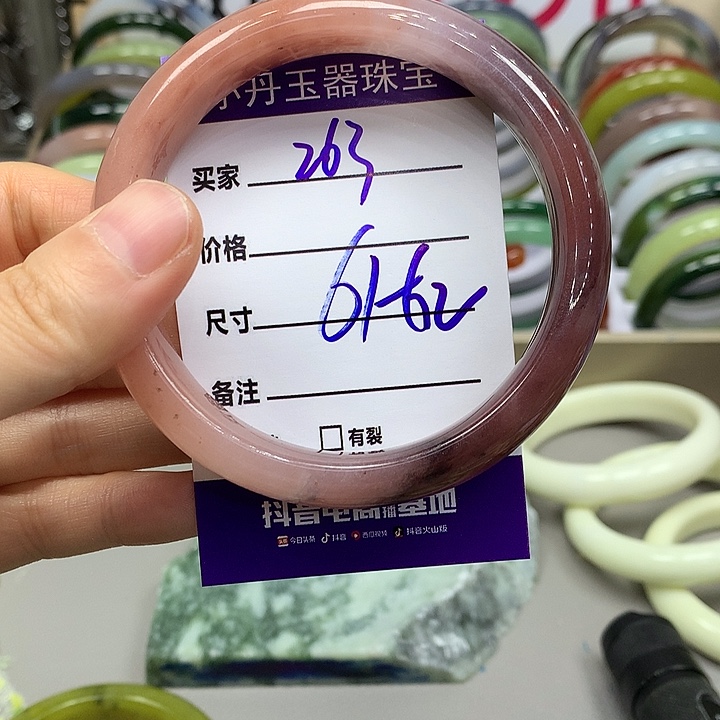 小丹玉器珠宝
买家 263
价格
尺寸 61-62
备注
有裂
抖音电商直播基地
今日头条 抖音 西瓜视频 抖音火山版